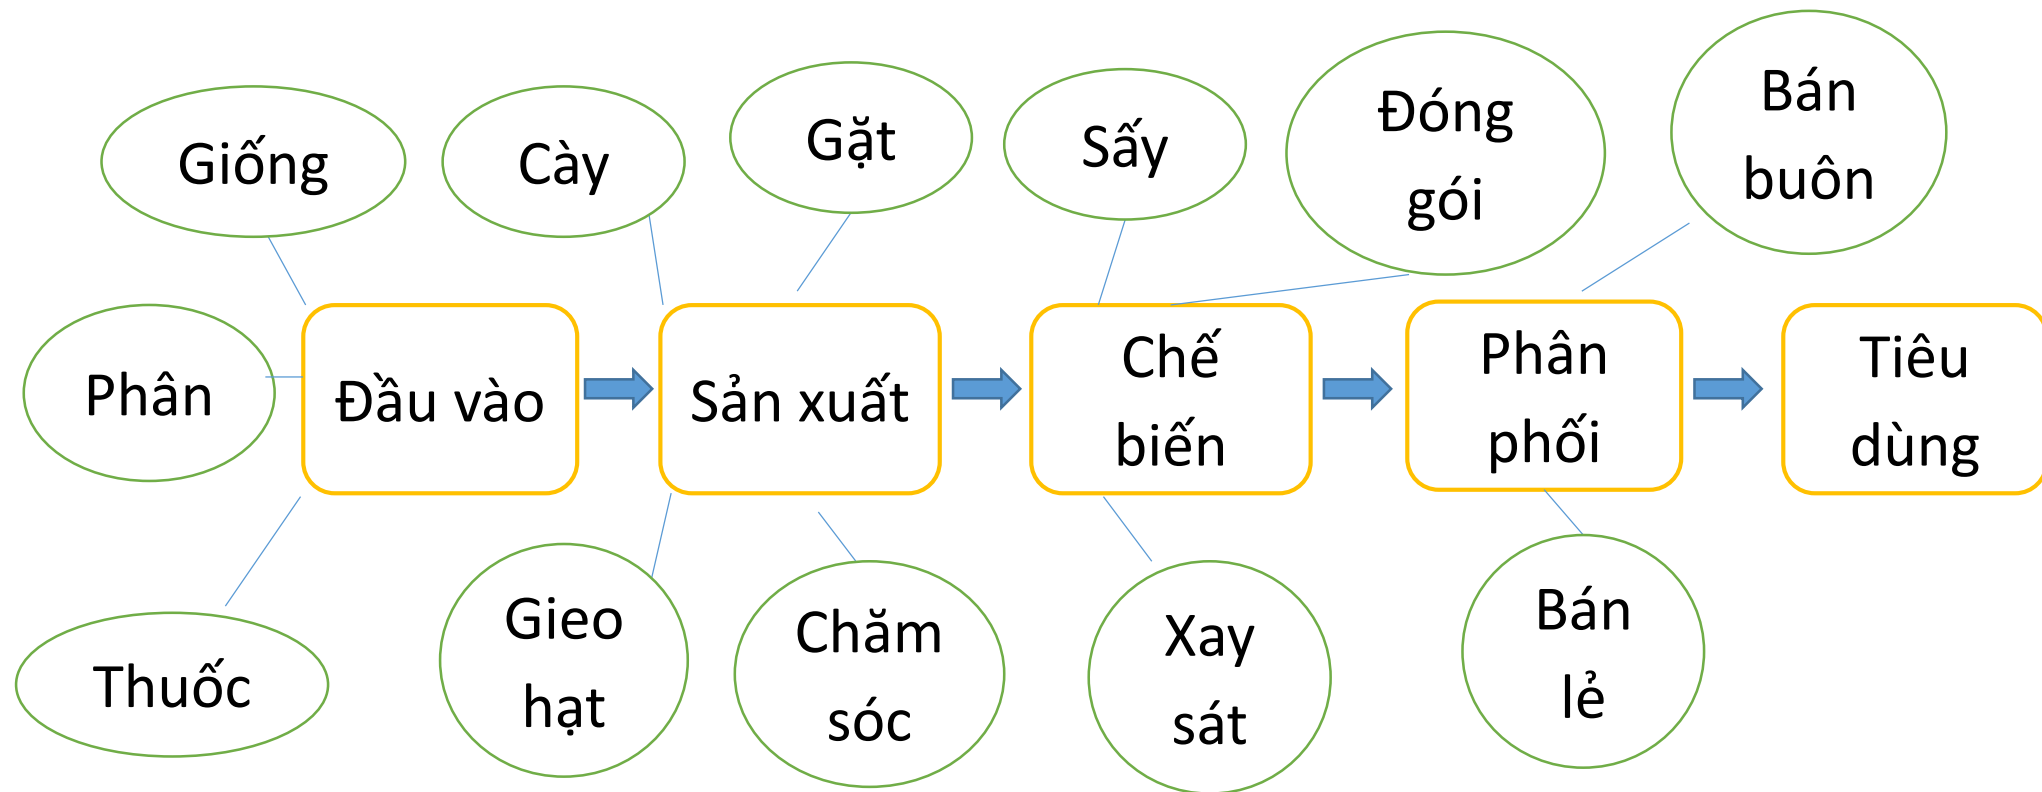 Giống
Cày
Gặt
Sấy
Đóng
gói
Bán
buôn
Phân
Đầu vào
Sản xuất
Chế
biến
Phân
phối
Tiêu
dùng
Thuốc
Gieo
hạt
Chăm
sóc
Xay
sát
Bán
lẻ